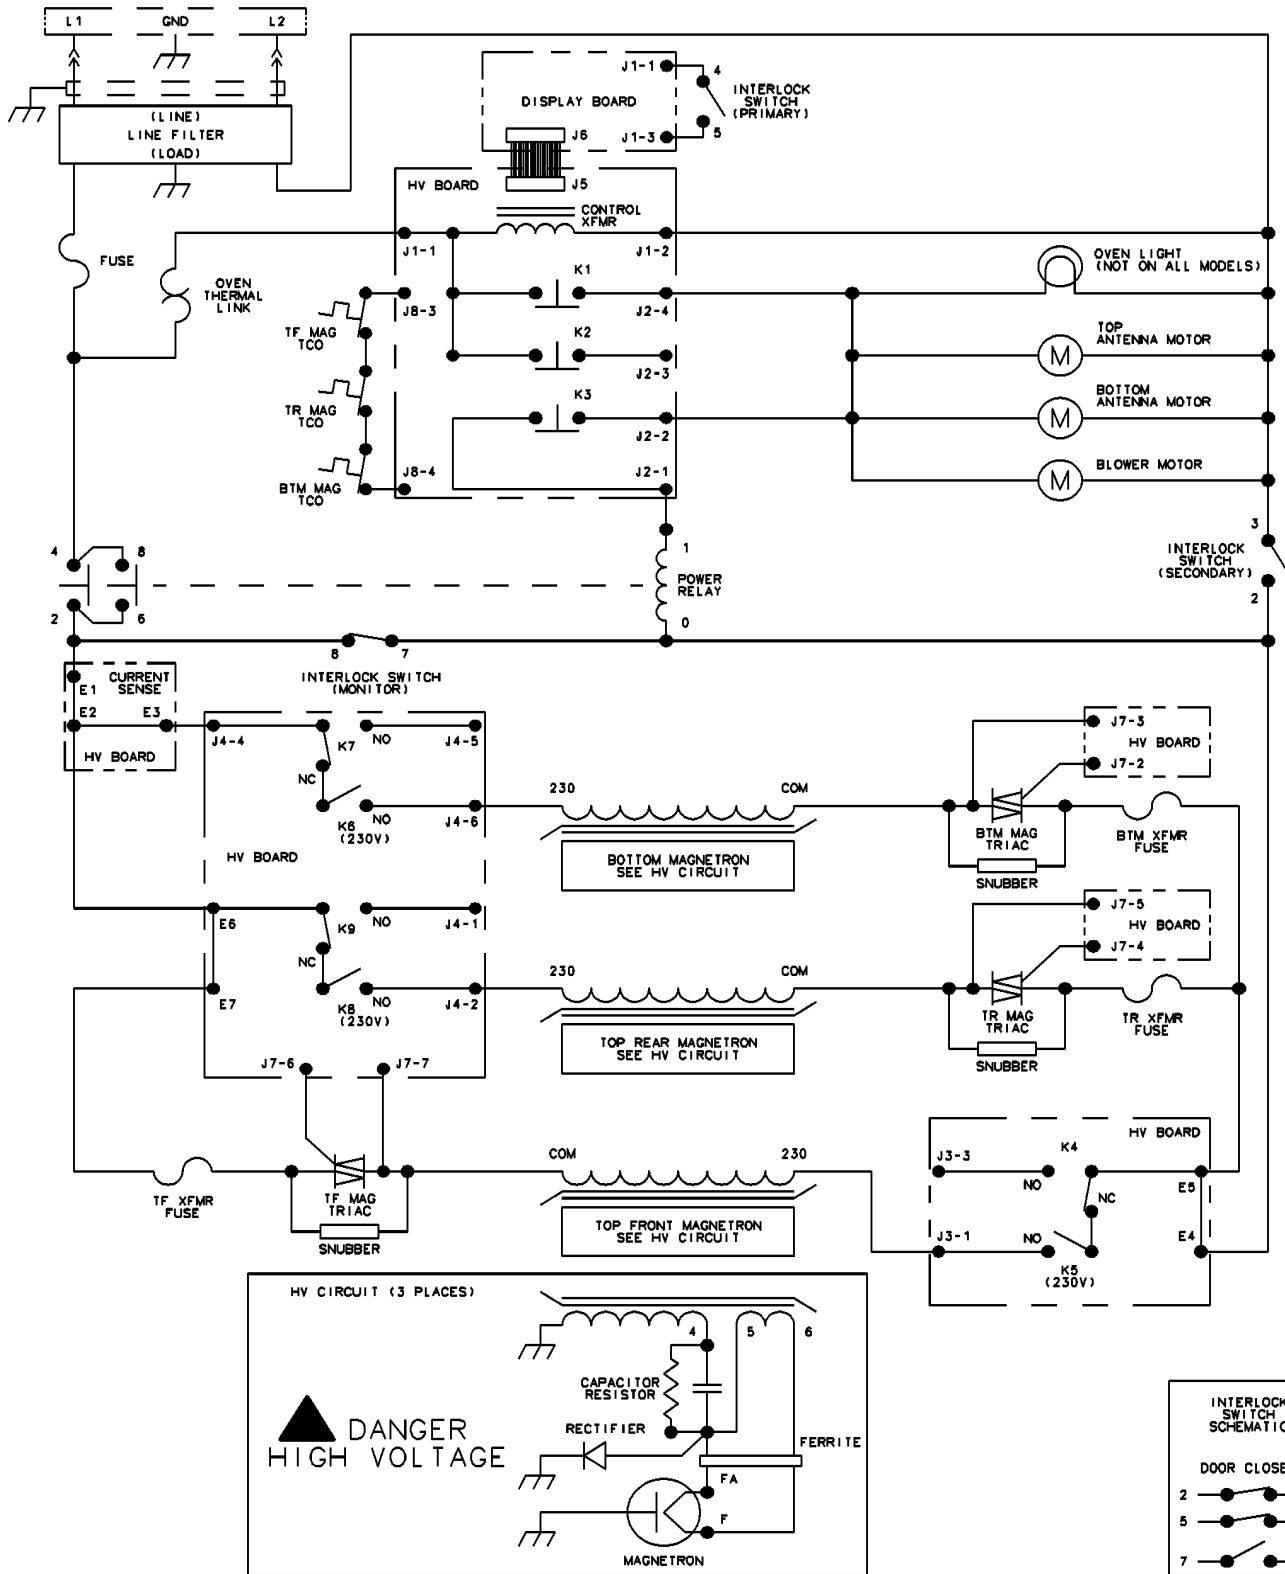 L1
GND
L2
(LINE)
LINE FILTER
(LOAD)
DISPLAY BOARD
J1-1
J1-3
4
5
INTERLOCK
SWITCH
(PRIMARY)
J6
J5
HV BOARD
CONTROL
XFMR
J1-1
J1-2
FUSE
OVEN
THERMAL
LINK
K1
J8-3
J2-4
OVEN LIGHT
(NOT ON ALL MODELS)
TF MAG
TCO
K2
J2-3
TOP
ANTENNA MOTOR
M
TR MAG
TCO
K3
J2-2
BOTTOM
ANTENNA MOTOR
M
BTM MAG
TCO
J8-4
J2-1
BLOWER MOTOR
M
4
8
2
6
1
POWER
RELAY
0
3
INTERLOCK
SWITCH
(SECONDARY)
2
8
7
INTERLOCK SWITCH
(MONITOR)
CURRENT
SENSE
E1
E2
E3
HV BOARD
J4-4
K7
NO
J4-5
NC
K6
(230V)
NO
J4-6
HV BOARD
230
COM
BOTTOM MAGNETRON
SEE HV CIRCUIT
J7-3
HV BOARD
J7-2
BTM MAG
TRIAC
BTM XFMR
FUSE
SNUBBER
E6
K9
NO
J4-1
NC
E7
K8
(230V)
NO
J4-2
230
COM
TOP REAR MAGNETRON
SEE HV CIRCUIT
J7-5
HV BOARD
J7-4
TR MAG
TRIAC
TR XFMR
FUSE
SNUBBER
J7-6
J7-7
TF XFMR
FUSE
TF MAG
TRIAC
SNUBBER
COM
230
TOP FRONT MAGNETRON
SEE HV CIRCUIT
HV BOARD
J3-3
K4
NO
NC
E5
J3-1
NO
K5
(230V)
E4
HV CIRCUIT (3 PLACES)
4
5
6
CAPACITOR
RESISTOR
RECTIFIER
FERRITE
DANGER
HIGH VOLTAGE
FA
F
MAGNETRON
INTERLOCK
SWITCH
SCHEMATIC
DOOR CLOSE
2
5
7